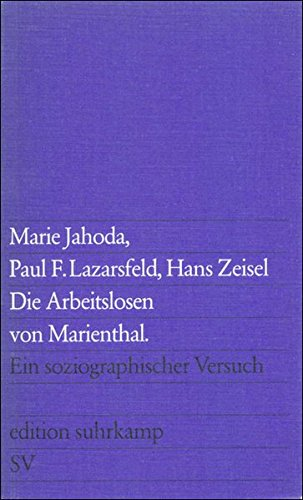 Marie Jahoda,
Paul F. Lazarsfeld, Hans Zeisel
Die Arbeitslosen
von Marienthal.
Ein soziographischer Versuch
edition suhrkamp
SV